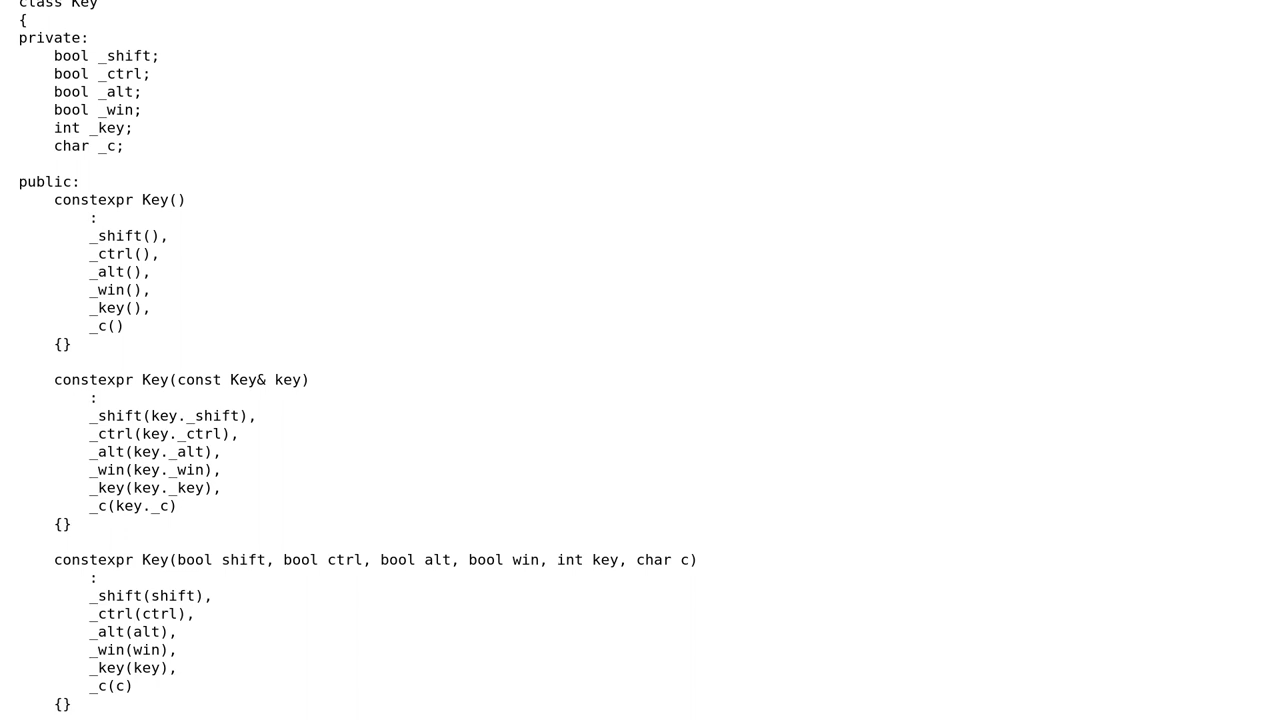 class Key
{
private:
    bool _shift;
    bool _ctrl;
    bool _alt;
    bool _win;
    int _key;
    char _c;

public:
    constexpr Key()
        :
        _shift(),
        _ctrl(),
        _alt(),
        _win(),
        _key(),
        _c()
    {}

    constexpr Key(const Key& key)
        :
        _shift(key._shift),
        _ctrl(key._ctrl),
        _alt(key._alt),
        _win(key._win),
        _key(key._key),
        _c(key._c)
    {}

    constexpr Key(bool shift, bool ctrl, bool alt, bool win, int key, char c)
        :
        _shift(shift),
        _ctrl(ctrl),
        _alt(alt),
        _win(win),
        _key(key),
        _c(c)
    {}